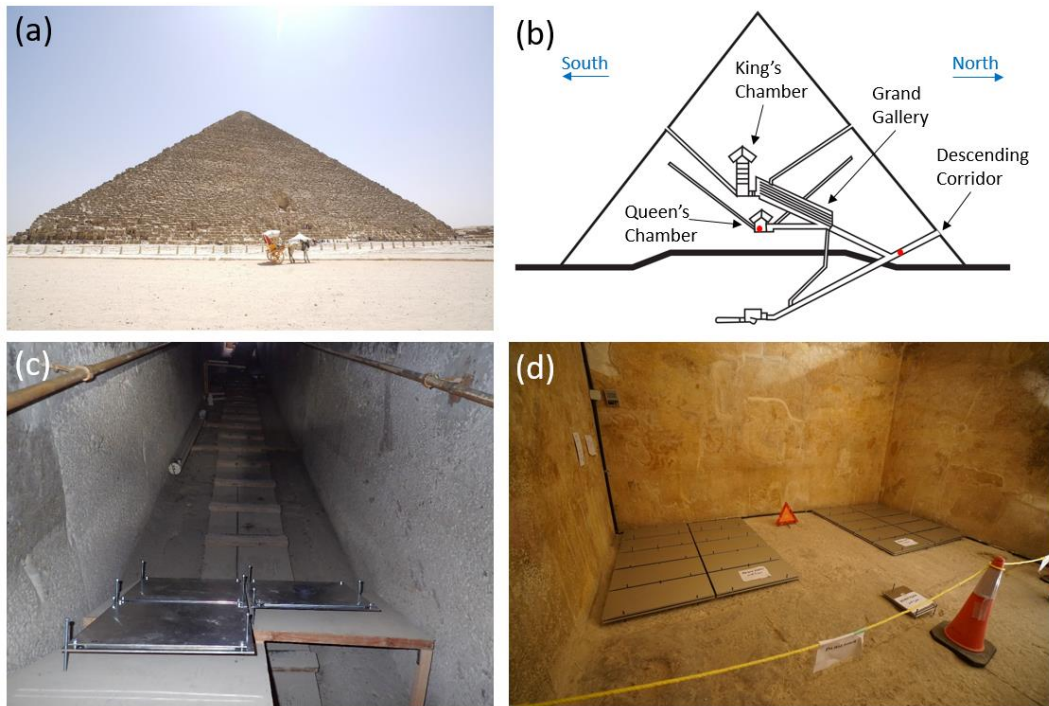 (a)
(b)
South
North
King's
Chamber
Grand
Gallery
Descending
Corridor
Queen's
Chamber
(c)
(d)